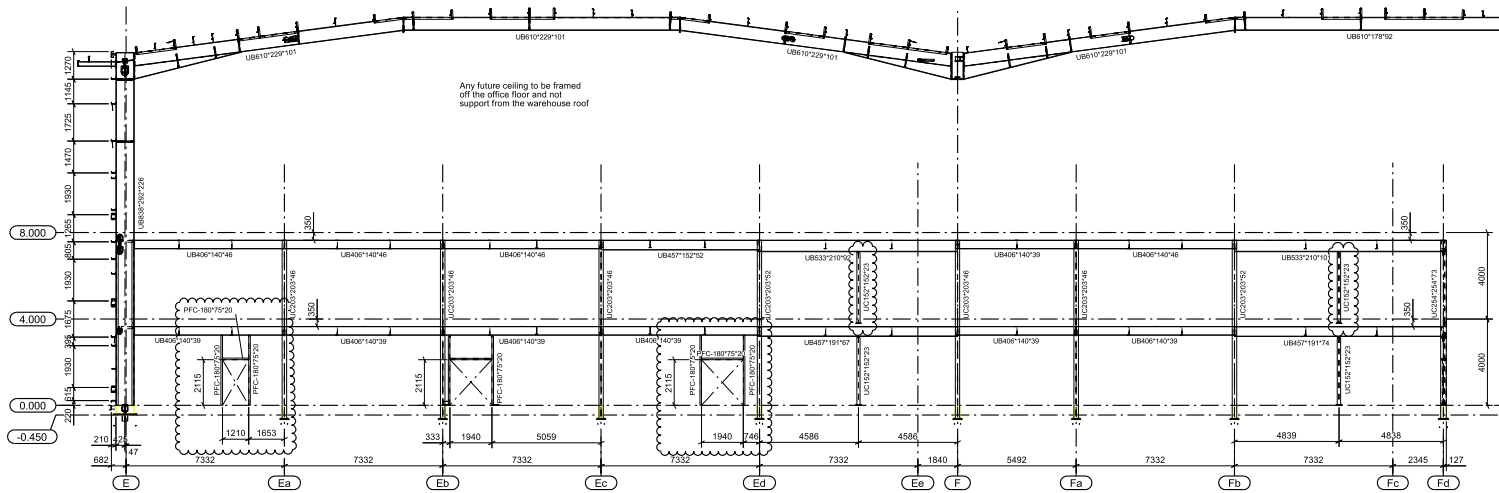 UB610*229*101
UB610*229*101
UB610*229*101
UB610*229*101
UB610*178*92
Any future ceiling to be framed
off the office floor and not
support from the warehouse roof
1270
1145
1725
1470
1930
1265
805
1930
1675
395
1930
615
220
UB838*292*226
8.000
4.000
0.000
-0.450
350
350
350
350
UB406*140*46
UB406*140*46
UB406*140*46
UB457*152*52
UB533*210*92
UB406*140*39
UB406*140*46
UB533*210*10
UC203*203*46
UC203*203*46
UC203*203*46
UC203*203*52
UC152*152*23
UC203*203*46
UC203*203*46
UC203*203*52
UC152*152*23
UC254*254*73
4000
4000
PFC-180*75*20
UB406*140*39
UB406*140*39
UB406*140*39
UB406*140*39
UB457*191*67
UB406*140*39
UB406*140*39
UB457*191*74
PFC-180*75*20
PFC-180*75*20
PFC-180*75*20
PFC-180*75*20
PFC-180*75*20
PFC-180*75*20
PFC-180*75*20
UC152*152*23
UC152*152*23
2115
2115
2115
210
425
47
1210
1653
333
1940
5059
1940
746
4586
4586
4839
4838
682
7332
7332
7332
7332
7332
1840
5492
7332
7332
2345
127
E
Ea
Eb
Ec
Ed
Ee
F
Fa
Fb
Fc
Fd